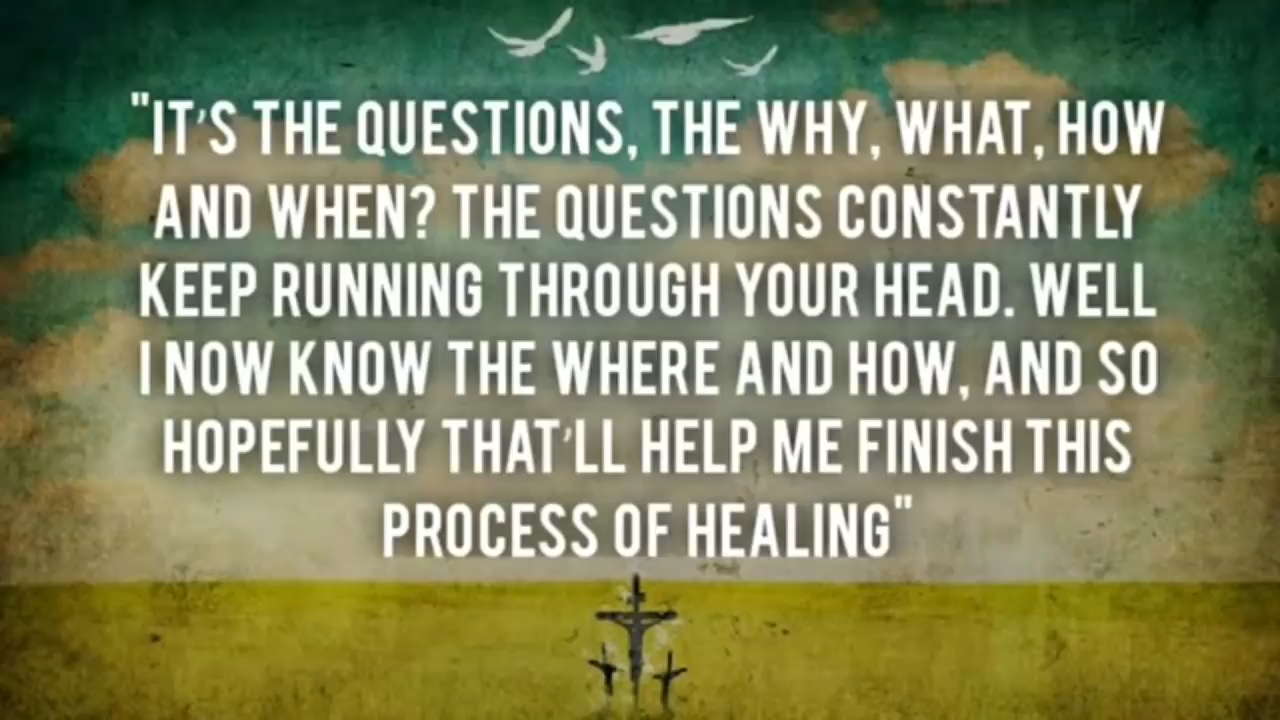 "IT'S THE QUESTIONS, THE WHY, WHAT, HOW
AND WHEN? THE QUESTIONS CONSTANTLY
KEEP RUNNING THROUGH YOUR HEAD. WELL
I NOW KNOW THE WHERE AND HOW, AND SO
HOPEFULLY THAT'LL HELP ME FINISH THIS
PROCESS OF HEALING"